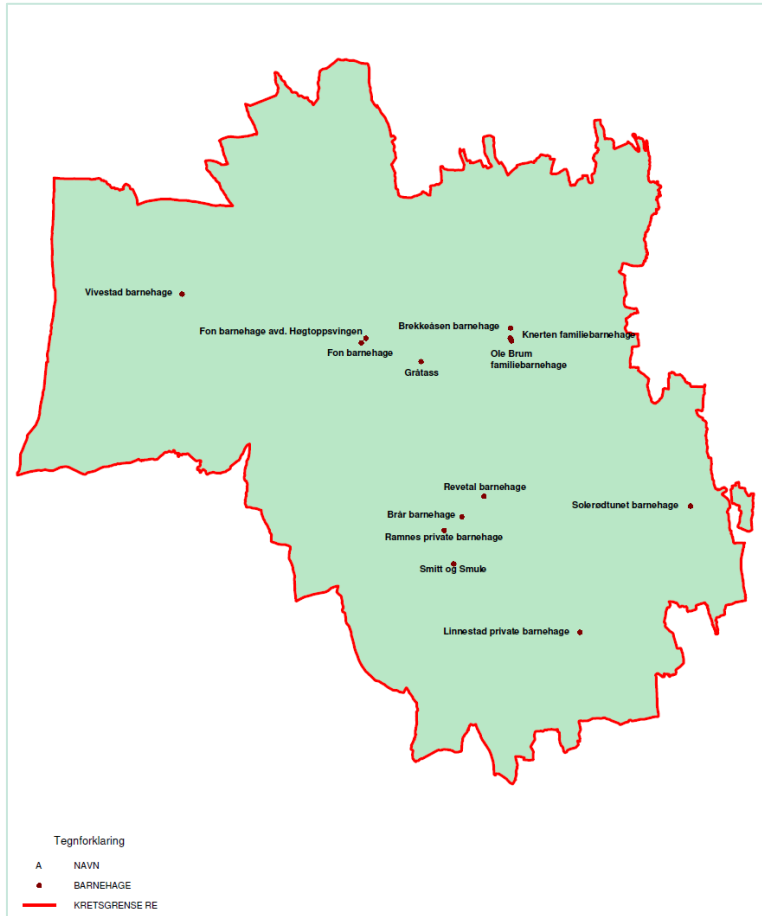 Vivestad barnehage
Brekkeåsen barnehage
Fon barnehage avd. Høgtoppsvingen
Knerten familiebarnehage
Fon barnehage
Ole Brum
familiebarnehage
Gråtass
Revetal barnehage
Solerødtunet barnehage
Brår barnehage
Ramnes private barnehage
Smitt og Smule
Linnestad private barnehage
Tegnforklaring
A NAVN
BARNEHAGE
KRETSGRENSE RE